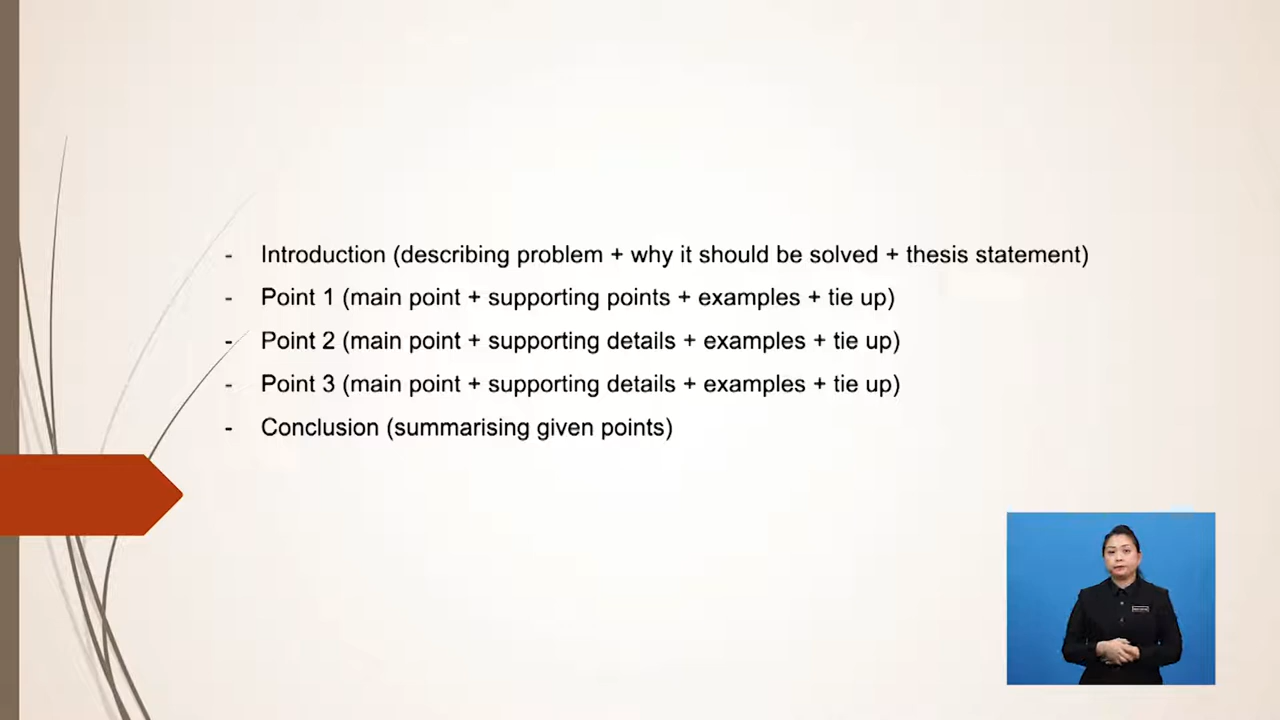 - Introduction (describing problem + why it should be solved + thesis statement)
- Point 1 (main point + supporting points + examples + tie up)
- Point 2 (main point + supporting details + examples + tie up)
- Point 3 (main point + supporting details + examples + tie up)
- Conclusion (summarising given points)